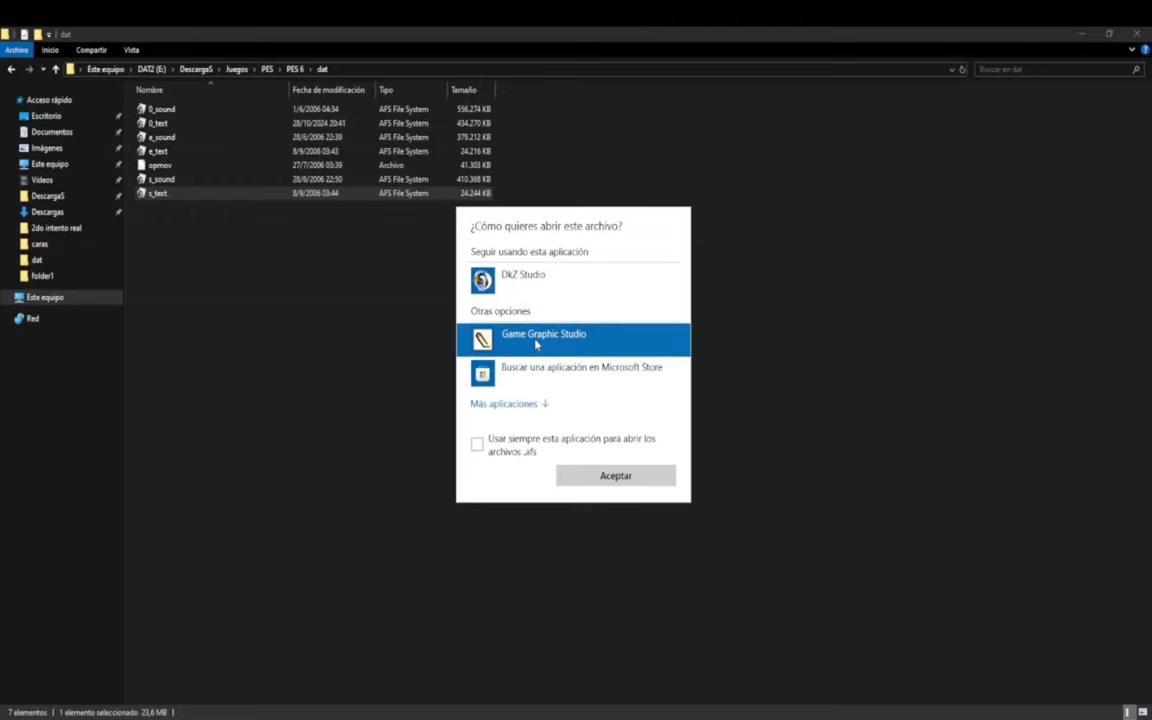 dat
Archivo Inicio Compartir Vista
Este equipo › DAT2 (E:) › DescargaS › Juegos › PES › PES 6 › dat
Buscar en dat
Nombre Fecha de modificación Tipo Tamaño
0_sound 1/6/2006 04:34 AFS File System 556.274 KB
0_text 28/10/2024 20:41 AFS File System 434.270 KB
e_sound 28/6/2006 22:39 AFS File System 379.212 KB
e_text 8/9/2006 03:43 AFS File System 24.216 KB
opmov 27/7/2006 03:39 Archivo 41.303 KB
s_sound 28/6/2006 22:50 AFS File System 410.368 KB
s_text 8/9/2006 03:44 AFS File System 24.244 KB
Acceso rápido
Escritorio
Documentos
Imágenes
Este equipo
Vídeos
DescargaS
Descargas
2do intento real
caras
dat
folder1
Este equipo
Red
¿Cómo quieres abrir este archivo?
Seguir usando esta aplicación
DkZ Studio
Otras opciones
Game Graphic Studio
Buscar una aplicación en Microsoft Store
Más aplicaciones ↓
Usar siempre esta aplicación para abrir los
archivos .afs
Aceptar
7 elementos | 1 elemento seleccionado 23,6 MB |